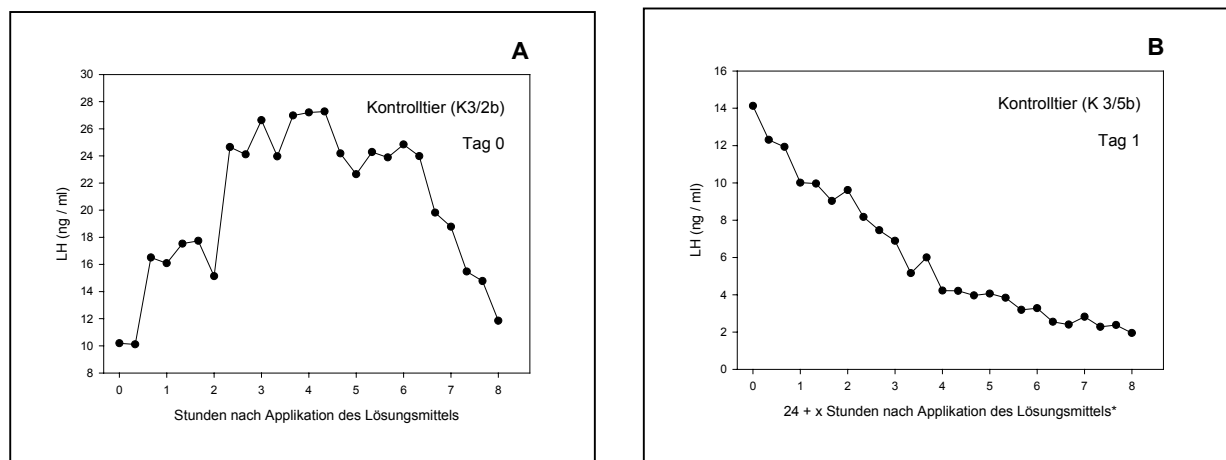 A
30
28
26
24
22
20
18
16
14
12
10
8
LH (ng / ml)
Kontrolltier (K3/2b)
Tag 0
0 1 2 3 4 5 6 7 8
Stunden nach Applikation des Lösungsmittels
B
16
14
12
10
8
6
4
2
0
LH (ng / ml)
Kontrolltier (K 3/5b)
Tag 1
0 1 2 3 4 5 6 7 8
24 + x Stunden nach Applikation des Lösungsmittels*